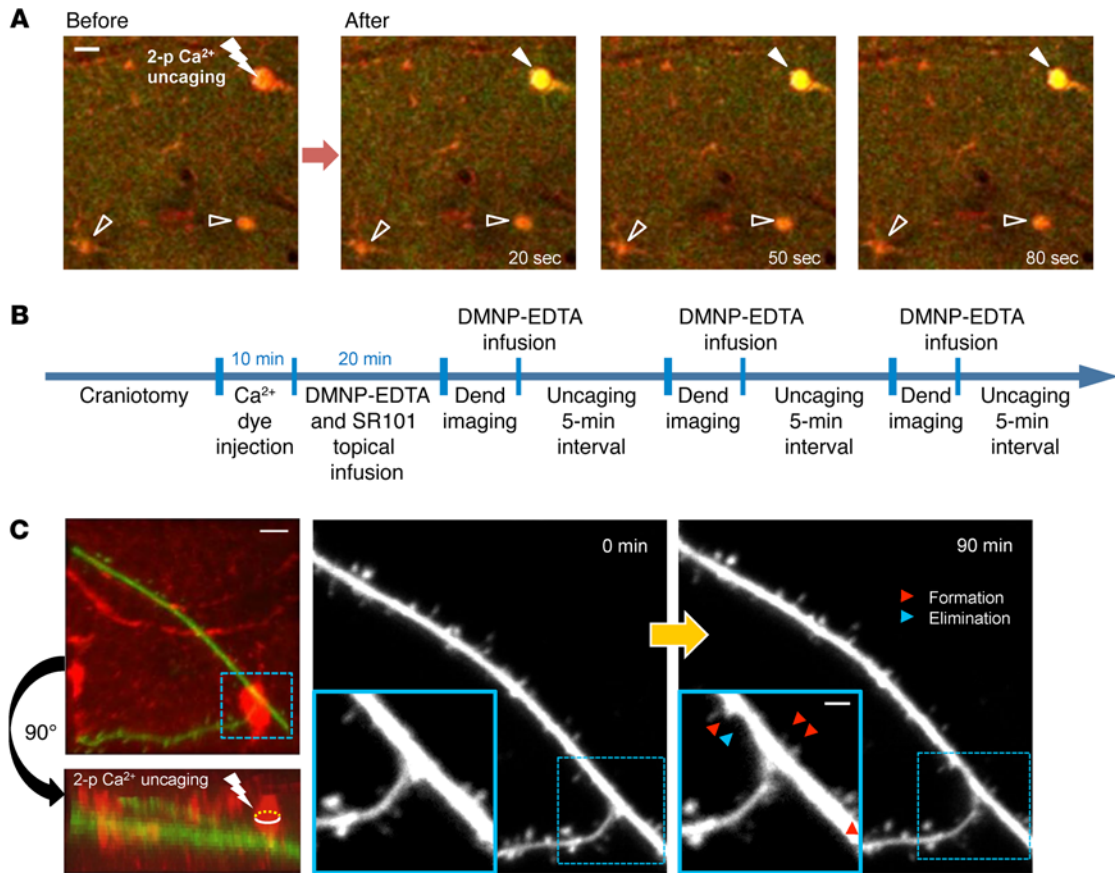 A
Before
After
2-p Ca²⁺
uncaging
20 sec
50 sec
80 sec
B
DMNP-EDTA
infusion
DMNP-EDTA
infusion
DMNP-EDTA
infusion
10 min
20 min
Craniotomy
Ca²⁺
dye
injection
DMNP-EDTA
and SR101
topical
infusion
Dend
imaging
Uncaging
5-min
interval
Dend
imaging
Uncaging
5-min
interval
Dend
imaging
Uncaging
5-min
interval
C
90°
2-p Ca²⁺ uncaging
0 min
90 min
Formation
Elimination